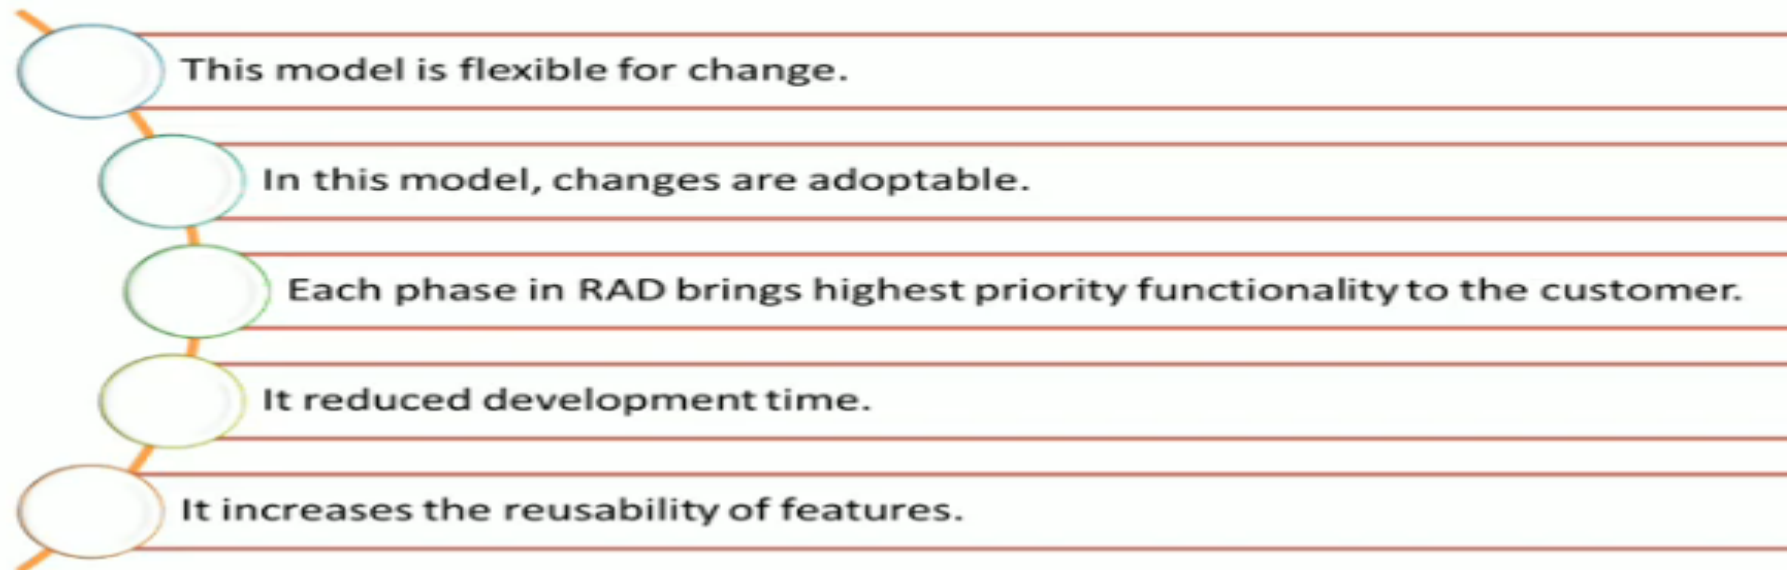 This model is flexible for change.
In this model, changes are adoptable.
Each phase in RAD brings highest priority functionality to the customer.
It reduced development time.
It increases the reusability of features.